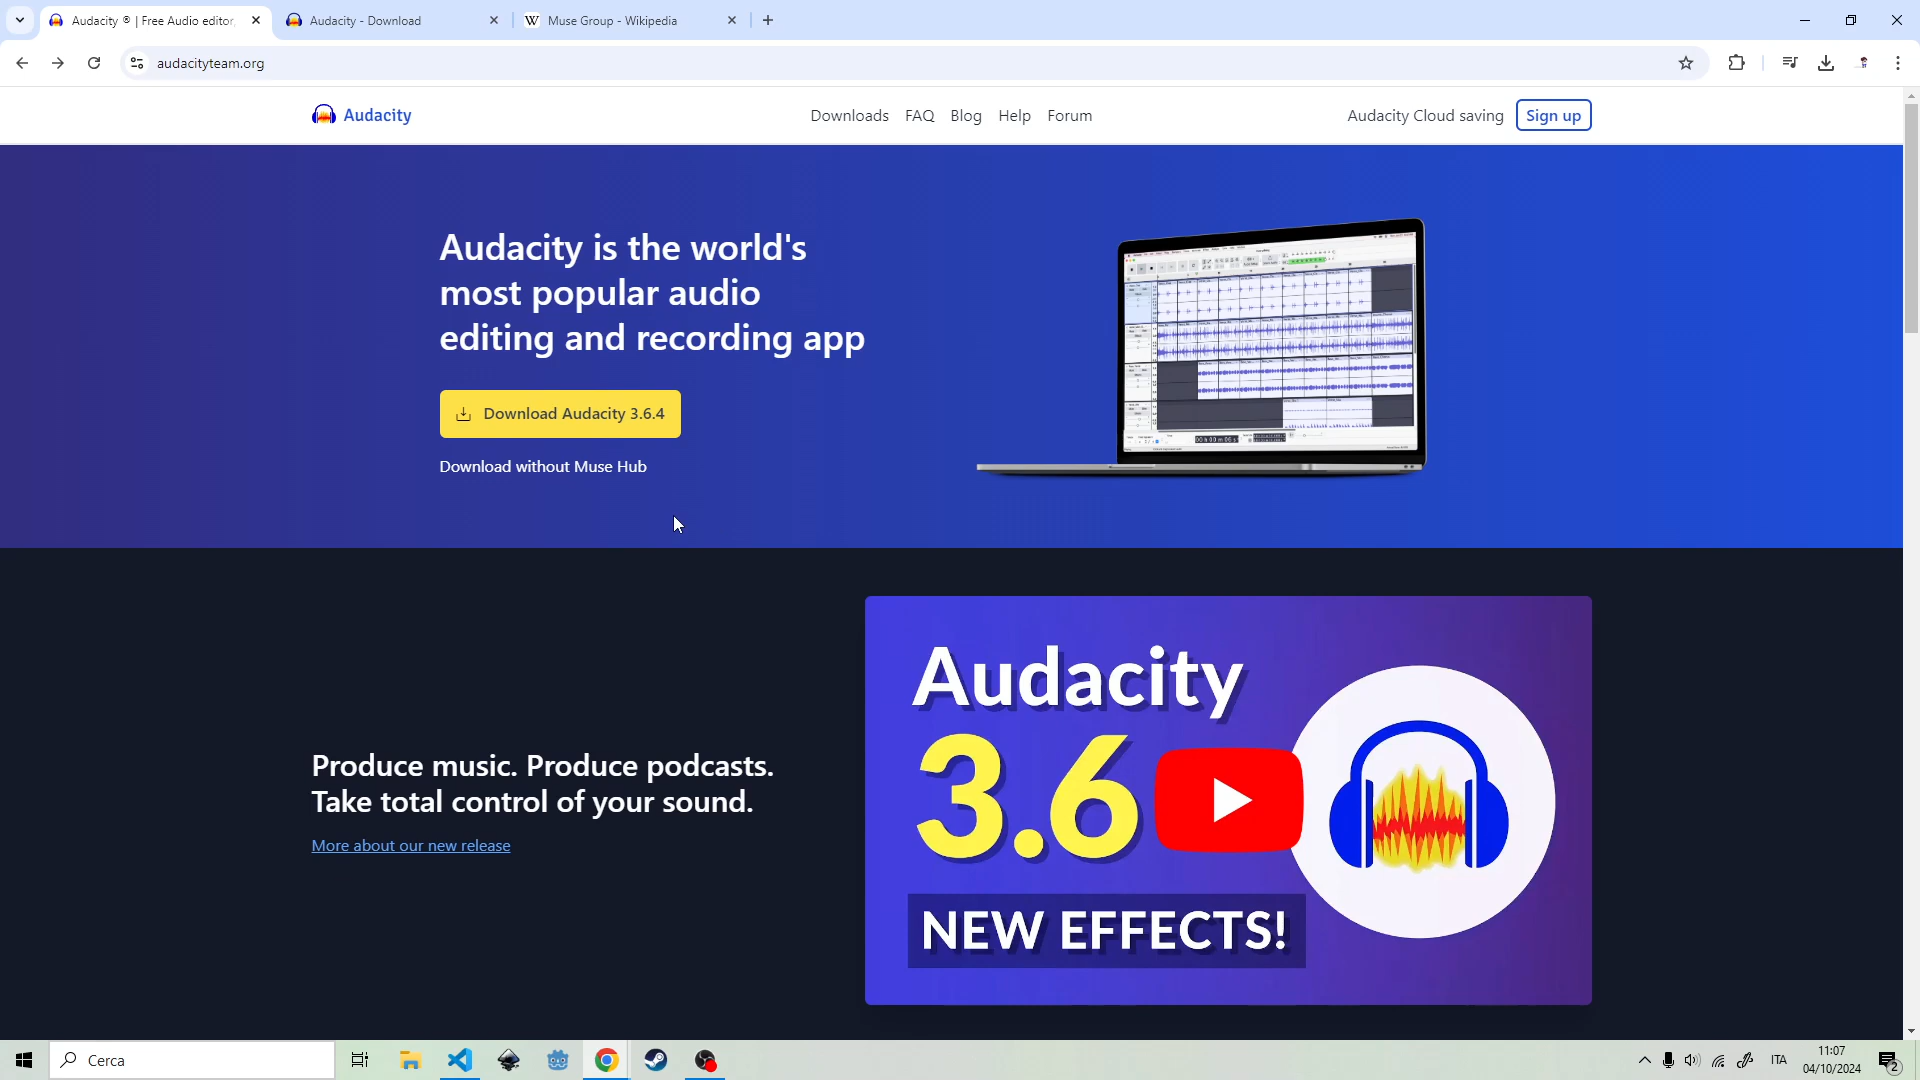 Audacity ® | Free Audio editor,
Audacity - Download
Muse Group - Wikipedia
audacityteam.org
Audacity
Downloads
FAQ
Blog
Help
Forum
Audacity Cloud saving
Sign up
Audacity is the world's
most popular audio
editing and recording app
Download Audacity 3.6.4
Download without Muse Hub
Produce music. Produce podcasts.
Take total control of your sound.
More about our new release
Audacity
3.6
NEW EFFECTS!
Cerca
ITA
11:07
04/10/2024
2